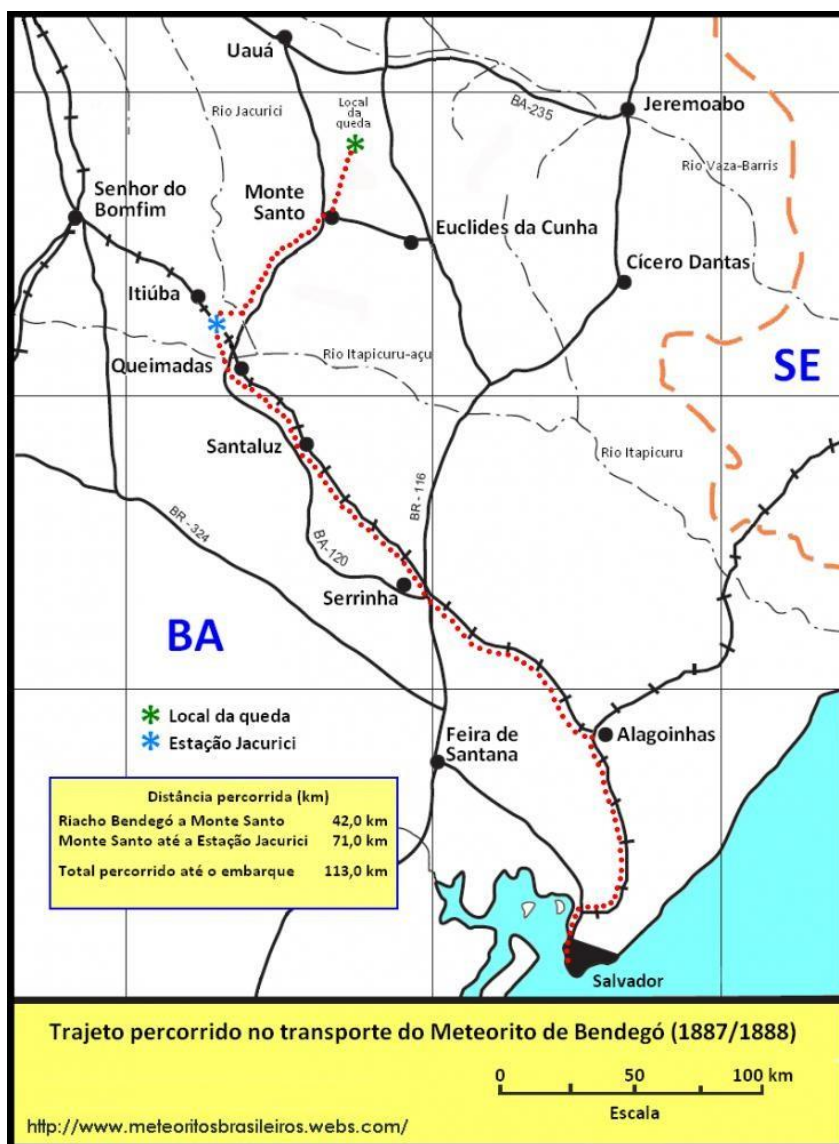 Uauá
Local
da
queda
Rio Jacurici
BA-235
Jeremoabo
Rio Vaza-Barris
Senhor do
Bomfim
Monte
Santo
Euclides da Cunha
Cícero Dantas
Itiúba
Queimadas
Rio Itapicuru-açu
SE
Santaluz
Rio Itapicuru
BR-116
BR-324
BA-120
Serrinha
BA
Local da queda
Estação Jacurici
Feira de
Santana
Alagoinhas
Distância percorrida (km)
Riacho Bendegó a Monte Santo 42,0 km
Monte Santo até a Estação Jacurici 71,0 km
Total percorrido até o embarque 113,0 km
Salvador
Trajeto percorrido no transporte do Meteorito de Bendegó (1887/1888)
0 50 100 km
Escala
http://www.meteoritosbrasileiros.webs.com/